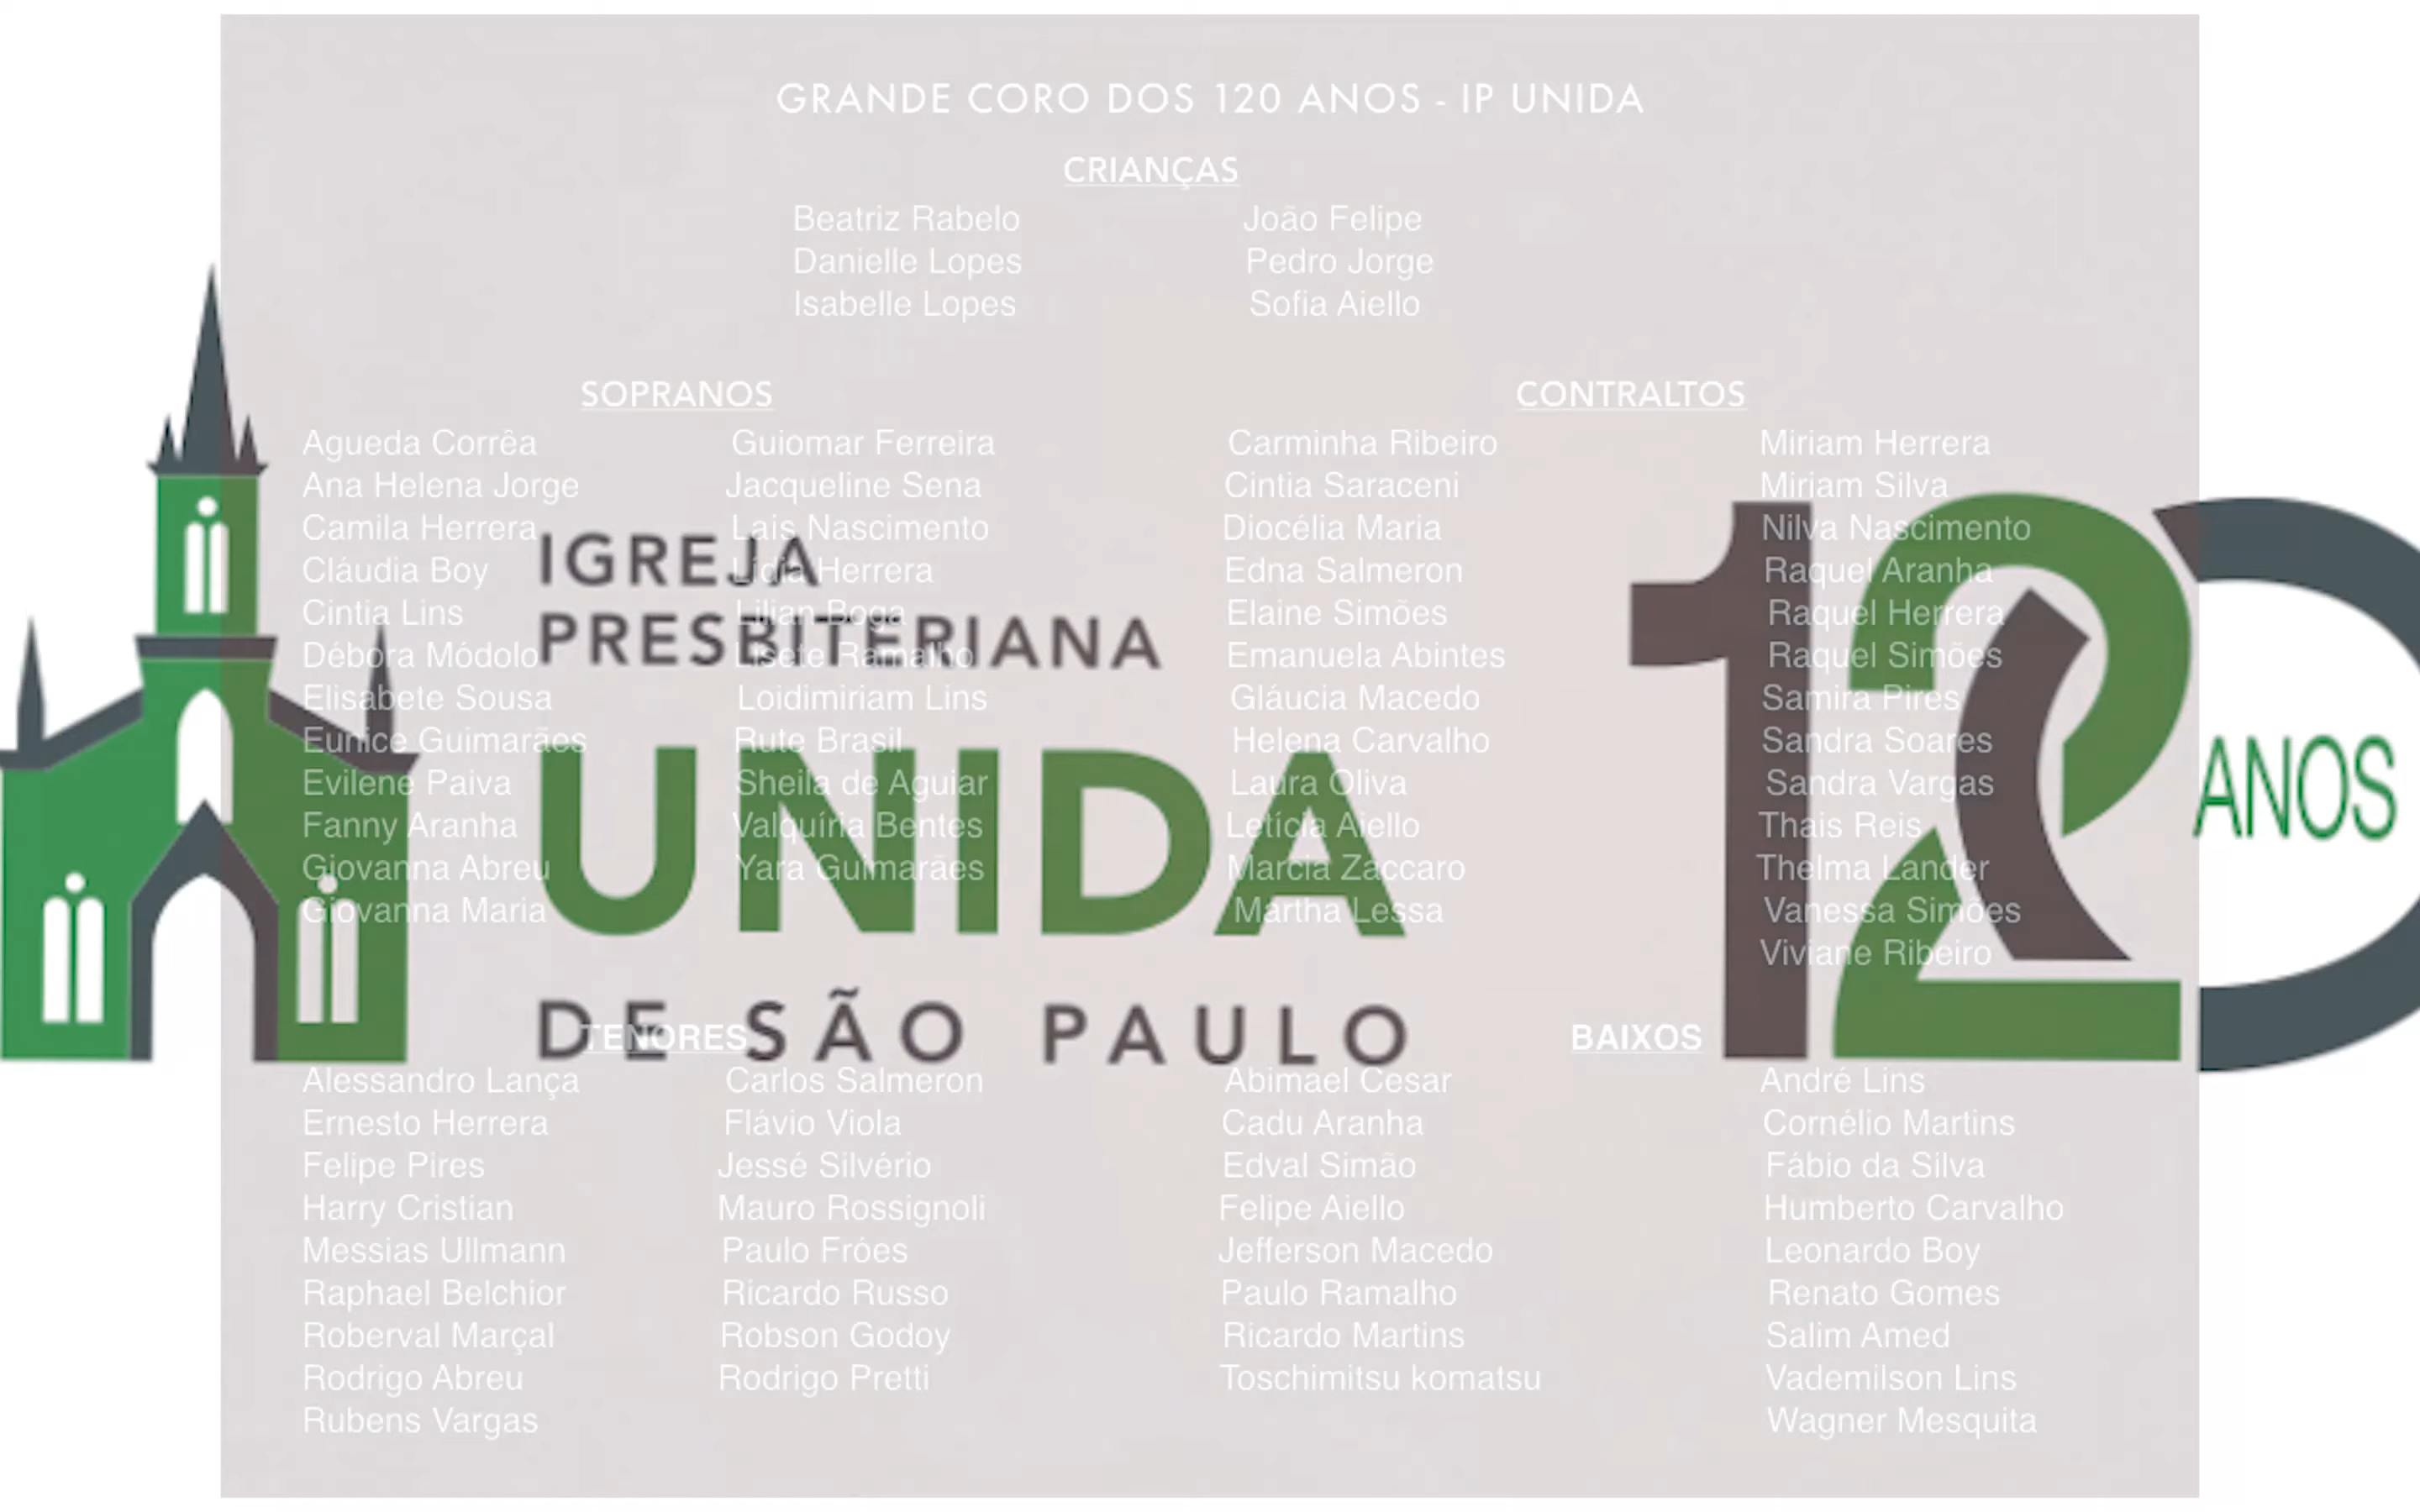 GRANDE CORO DOS 120 ANOS - IP UNIDA
CRIANÇAS
Beatriz Rabelo
Danielle Lopes
Isabelle Lopes
João Felipe
Pedro Jorge
Sofia Aiello
SOPRANOS
Agueda Corrêa
Ana Helena Jorge
Camila Herrera
Cláudia Boy
Cintia Lins
Débora Módolo
Elisabete Sousa
Eunice Guimarães
Evilene Paiva
Fanny Aranha
Giovanna Abreu
Giovanna Maria
Guiomar Ferreira
Jacqueline Sena
Laís Nascimento
Lídia Herrera
Lilian Boga
Lisete Ramalho
Loidimiriam Lins
Rute Brasil
Sheila de Aguiar
Valquíria Bentes
Yara Guimarães
CONTRALTOS
Carminha Ribeiro
Cintia Saraceni
Diocélia Maria
Edna Salmeron
Elaine Simões
Emanuela Abintes
Gláucia Macedo
Helena Carvalho
Laura Oliva
Letícia Aiello
Marcia Zaccaro
Martha Lessa
Miriam Herrera
Miriam Silva
Nilva Nascimento
Raquel Aranha
Raquel Herrera
Raquel Simões
Samira Pires
Sandra Soares
Sandra Vargas
Thais Reis
Thelma Lander
Vanessa Simões
Viviane Ribeiro
TENORES
Alessandro Lança
Ernesto Herrera
Felipe Pires
Harry Cristian
Messias Ullmann
Raphael Belchior
Roberval Marçal
Rodrigo Abreu
Rubens Vargas
Carlos Salmeron
Flávio Viola
Jessé Silvério
Mauro Rossignoli
Paulo Fróes
Ricardo Russo
Robson Godoy
Rodrigo Pretti
BAIXOS
Abimael Cesar
Cadu Aranha
Edval Simão
Felipe Aiello
Jefferson Macedo
Paulo Ramalho
Ricardo Martins
Toschimitsu komatsu
André Lins
Cornélio Martins
Fábio da Silva
Humberto Carvalho
Leonardo Boy
Renato Gomes
Salim Amed
Vademilson Lins
Wagner Mesquita
IGREJA
PRESBITERIANA
UNIDA
DE SÃO PAULO
120
ANOS